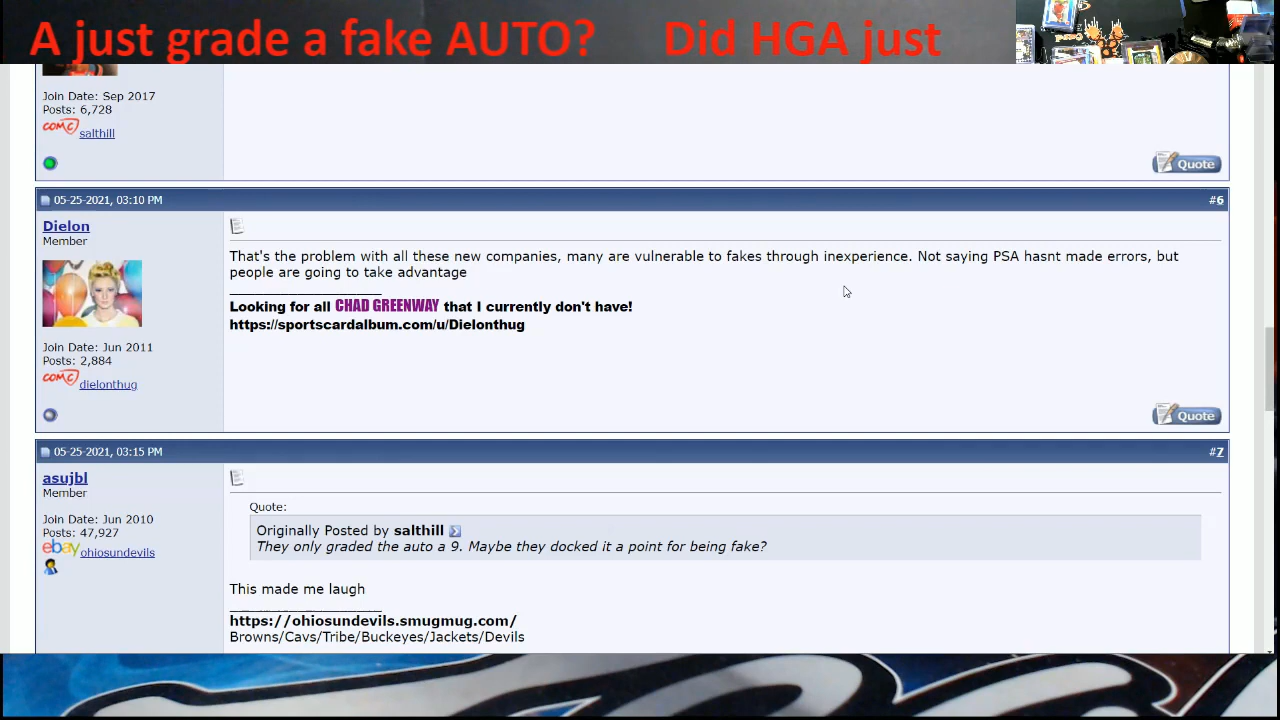 A just grade a fake AUTO? Did HGA just
Join Date: Sep 2017
Posts: 6,728
COMC salthill
Quote
05-25-2021, 03:10 PM #6
Dielon
Member
That's the problem with all these new companies, many are vulnerable to fakes through inexperience. Not saying PSA hasnt made errors, but
people are going to take advantage
Looking for all CHAD GREENWAY that I currently don't have!
https://sportscardalbum.com/u/Dielonthug
Join Date: Jun 2011
Posts: 2,884
COMC dielonthug
Quote
05-25-2021, 03:15 PM #7
asujbl
Member
Join Date: Jun 2010
Posts: 47,927
ebay ohiosundevils
Quote:
Originally Posted by salthill
They only graded the auto a 9. Maybe they docked it a point for being fake?
This made me laugh
https://ohiosundevils.smugmug.com/
Browns/Cavs/Tribe/Buckeyes/Jackets/Devils